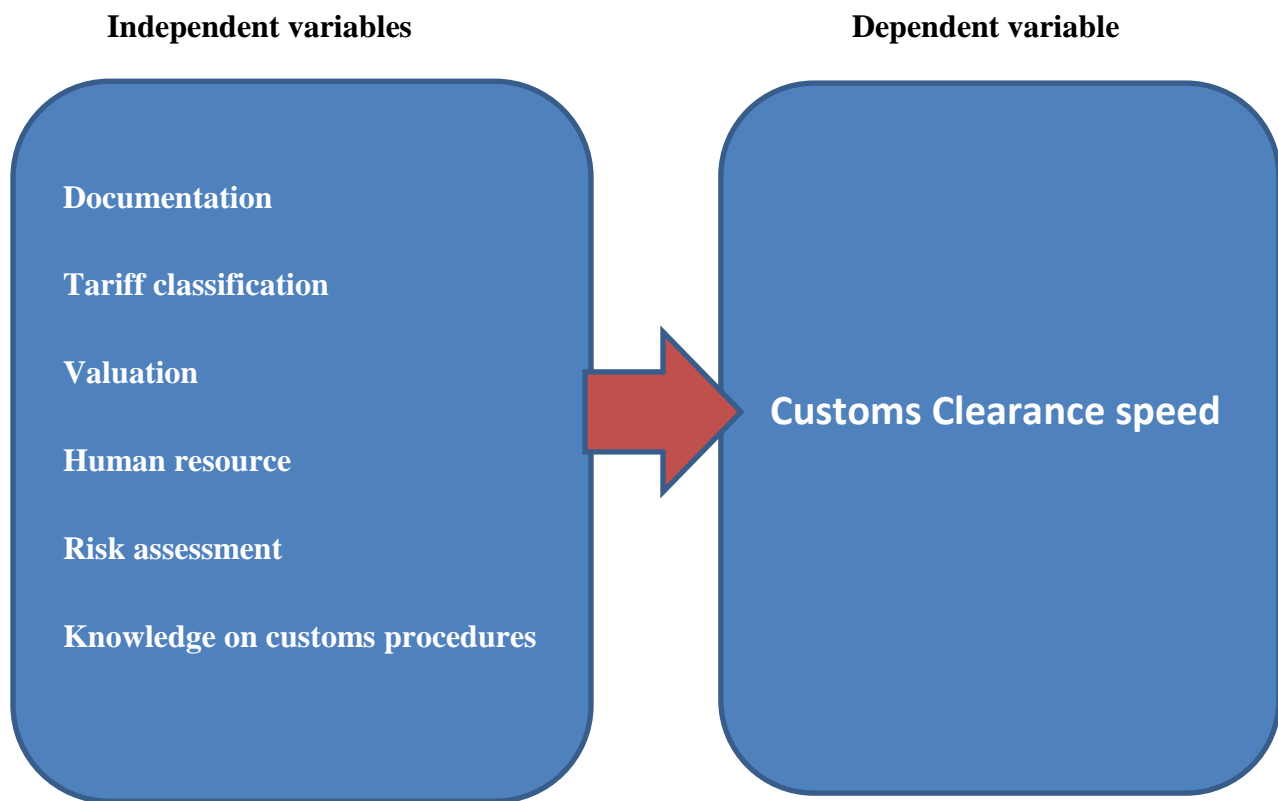 Independent variables
Dependent variable
Documentation
Tariff classification
Valuation
Human resource
Risk assessment
Knowledge on customs procedures
Customs Clearance speed